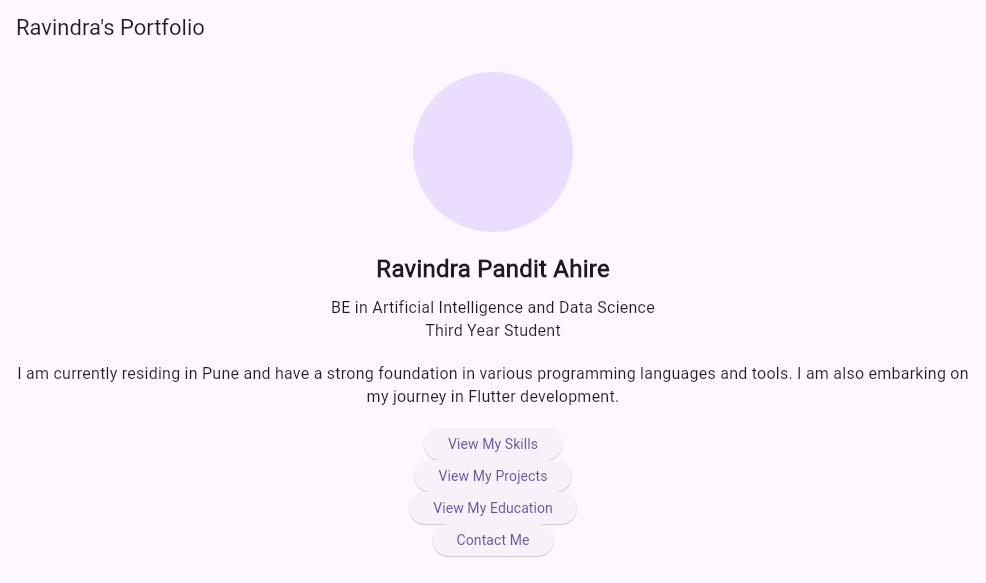 Ravindra's Portfolio
Ravindra Pandit Ahire
BE in Artificial Intelligence and Data Science
Third Year Student
I am currently residing in Pune and have a strong foundation in various programming languages and tools. I am also embarking on
my journey in Flutter development.
View My Skills
View My Projects
View My Education
Contact Me